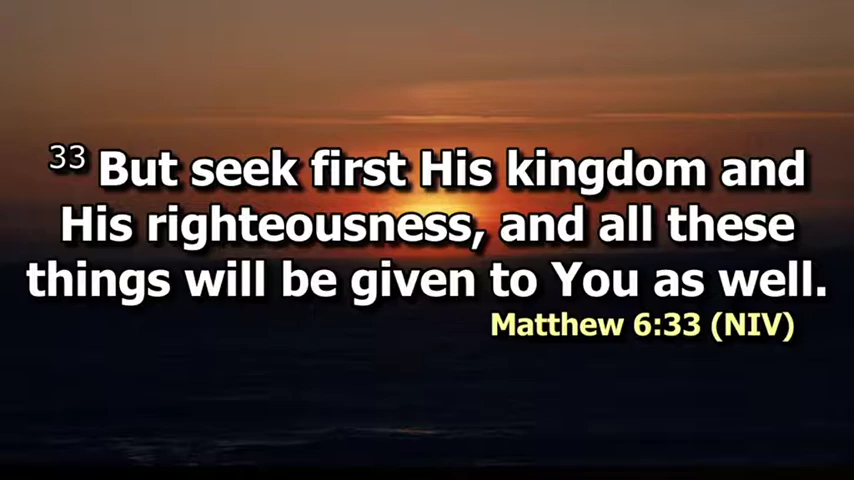 33 But seek first His kingdom and
His righteousness, and all these
things will be given to You as well.
Matthew 6:33 (NIV)